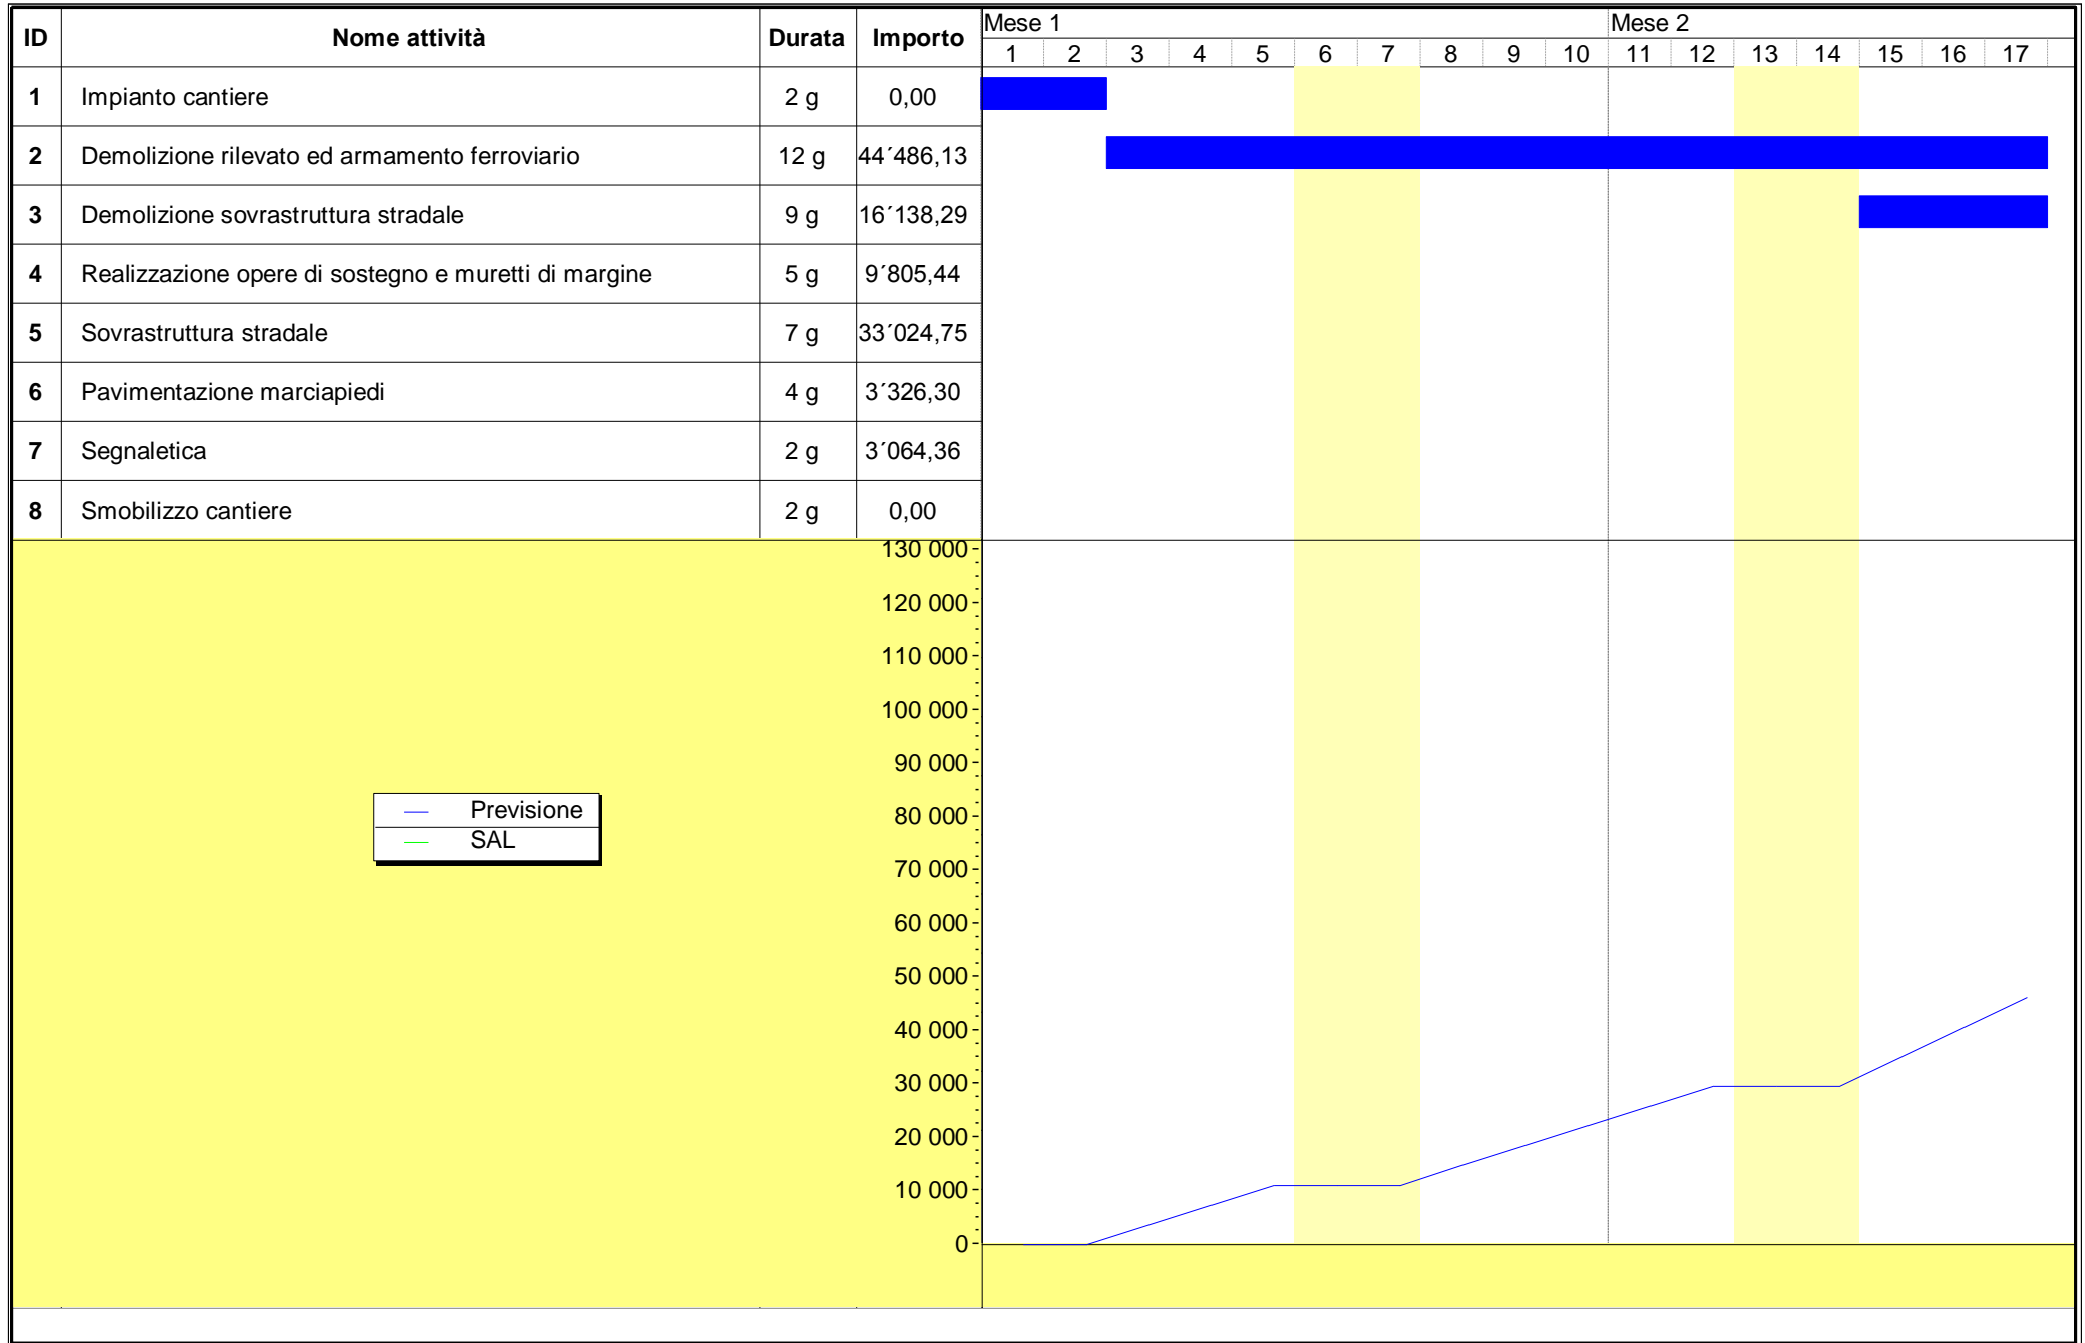 ID Nome attività Durata Importo Mese 1 Mese 2
1 2 3 4 5 6 7 8 9 10 11 12 13 14 15 16 17
1 Impianto cantiere 2 g 0,00
2 Demolizione rilevato ed armamento ferroviario 12 g 44´486,13
3 Demolizione sovrastruttura stradale 9 g 16´138,29
4 Realizzazione opere di sostegno e muretti di margine 5 g 9´805,44
5 Sovrastruttura stradale 7 g 33´024,75
6 Pavimentazione marciapiedi 4 g 3´326,30
7 Segnaletica 2 g 3´064,36
8 Smobilizzo cantiere 2 g 0,00
130 000
120 000
110 000
100 000
90 000
80 000
70 000
60 000
50 000
40 000
30 000
20 000
10 000
0
Previsione
SAL